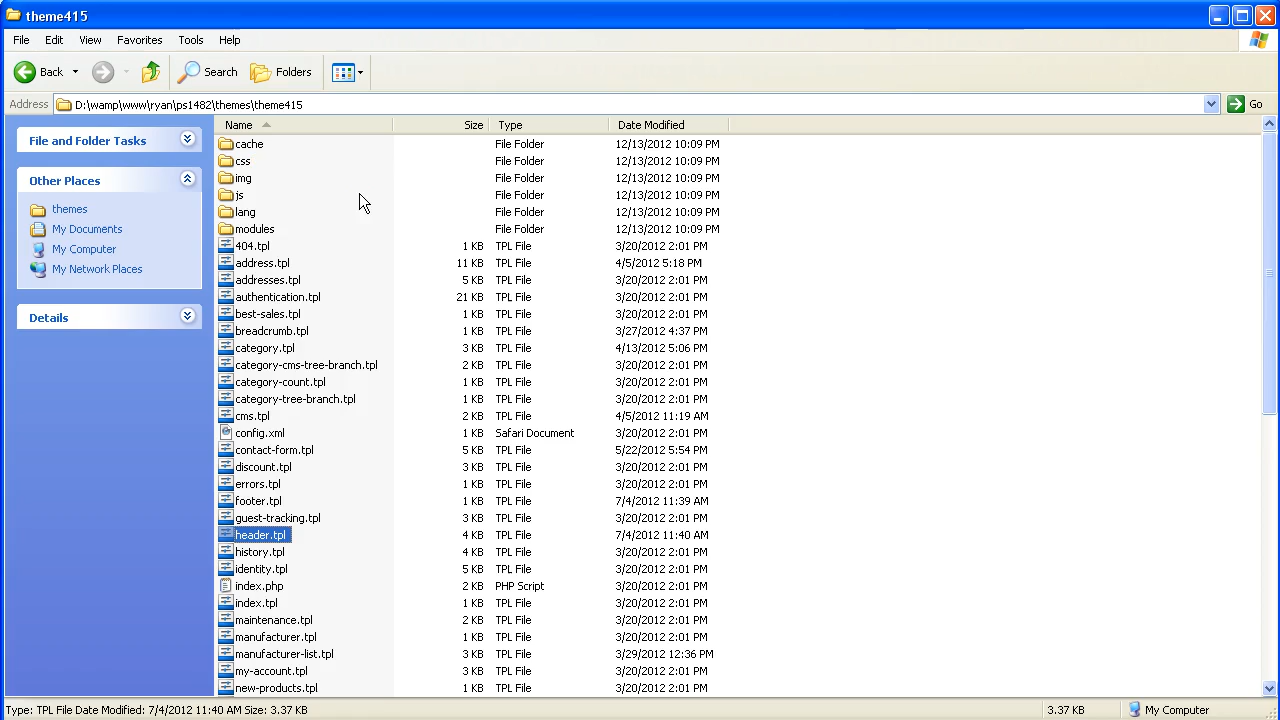 theme415
File Edit View Favorites Tools Help
Back Search Folders
Address D:\wamp\www\ryan\ps1482\themes\theme415 Go
File and Folder Tasks
Other Places
themes
My Documents
My Computer
My Network Places
Details
Name Size Type Date Modified
cache File Folder 12/13/2012 10:09 PM
css File Folder 12/13/2012 10:09 PM
img File Folder 12/13/2012 10:09 PM
js File Folder 12/13/2012 10:09 PM
lang File Folder 12/13/2012 10:09 PM
modules File Folder 12/13/2012 10:09 PM
404.tpl 1 KB TPL File 3/20/2012 2:01 PM
address.tpl 11 KB TPL File 4/5/2012 5:18 PM
addresses.tpl 5 KB TPL File 3/20/2012 2:01 PM
authentication.tpl 21 KB TPL File 3/20/2012 2:01 PM
best-sales.tpl 1 KB TPL File 3/20/2012 2:01 PM
breadcrumb.tpl 1 KB TPL File 3/27/2012 4:37 PM
category.tpl 3 KB TPL File 4/13/2012 5:06 PM
category-cms-tree-branch.tpl 2 KB TPL File 3/20/2012 2:01 PM
category-count.tpl 1 KB TPL File 3/20/2012 2:01 PM
category-tree-branch.tpl 1 KB TPL File 3/20/2012 2:01 PM
cms.tpl 2 KB TPL File 4/5/2012 11:19 AM
config.xml 1 KB Safari Document 3/20/2012 2:01 PM
contact-form.tpl 5 KB TPL File 5/22/2012 5:54 PM
discount.tpl 3 KB TPL File 3/20/2012 2:01 PM
errors.tpl 1 KB TPL File 3/20/2012 2:01 PM
footer.tpl 1 KB TPL File 7/4/2012 11:39 AM
guest-tracking.tpl 3 KB TPL File 3/20/2012 2:01 PM
header.tpl 4 KB TPL File 7/4/2012 11:40 AM
history.tpl 4 KB TPL File 3/20/2012 2:01 PM
identity.tpl 5 KB TPL File 3/20/2012 2:01 PM
index.php 2 KB PHP Script 3/20/2012 2:01 PM
index.tpl 1 KB TPL File 3/20/2012 2:01 PM
maintenance.tpl 2 KB TPL File 3/20/2012 2:01 PM
manufacturer.tpl 1 KB TPL File 3/20/2012 2:01 PM
manufacturer-list.tpl 3 KB TPL File 3/29/2012 12:36 PM
my-account.tpl 3 KB TPL File 3/20/2012 2:01 PM
new-products.tpl 1 KB TPL File 3/20/2012 2:01 PM
Type: TPL File Date Modified: 7/4/2012 11:40 AM Size: 3.37 KB 3.37 KB My Computer